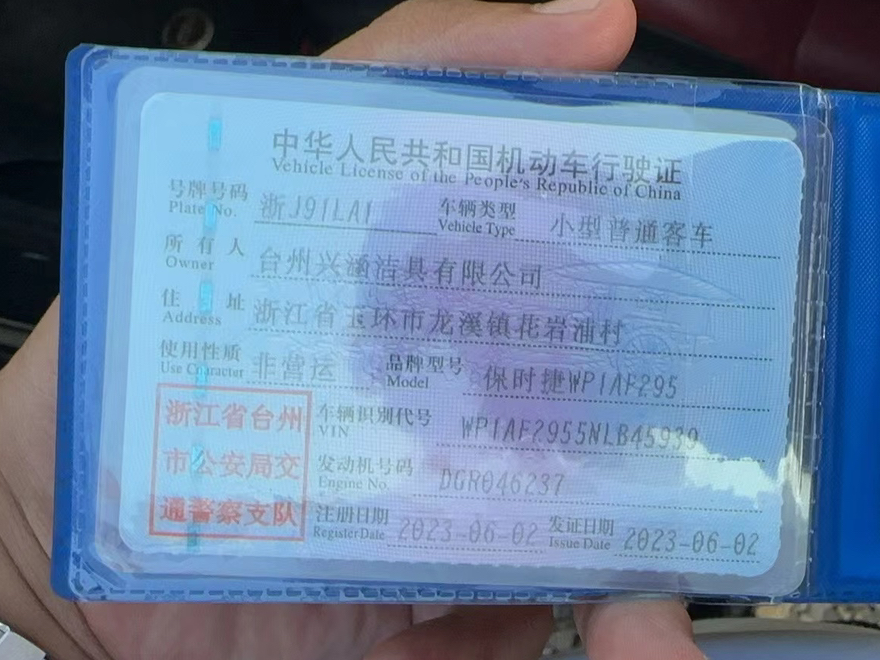 中华人民共和国机动车行驶证
Vehicle License of the People's Republic of China
号牌号码 浙J91LA1 车辆类型 小型普通客车
Plate No. Vehicle Type
所有人 台州兴涵洁具有限公司
Owner
住址 浙江省玉环市龙溪镇花岩浦村
Address
使用性质 非营运 品牌型号 保时捷WP1AF295
Use Character Model
浙江省台州 车辆识别代号 WP1AF2955NLB45939
VIN
市公安局交 发动机号码 DGR046237
Engine No.
通警察支队 注册日期 2023-06-02 发证日期 2023-06-02
Register Date Issue Date